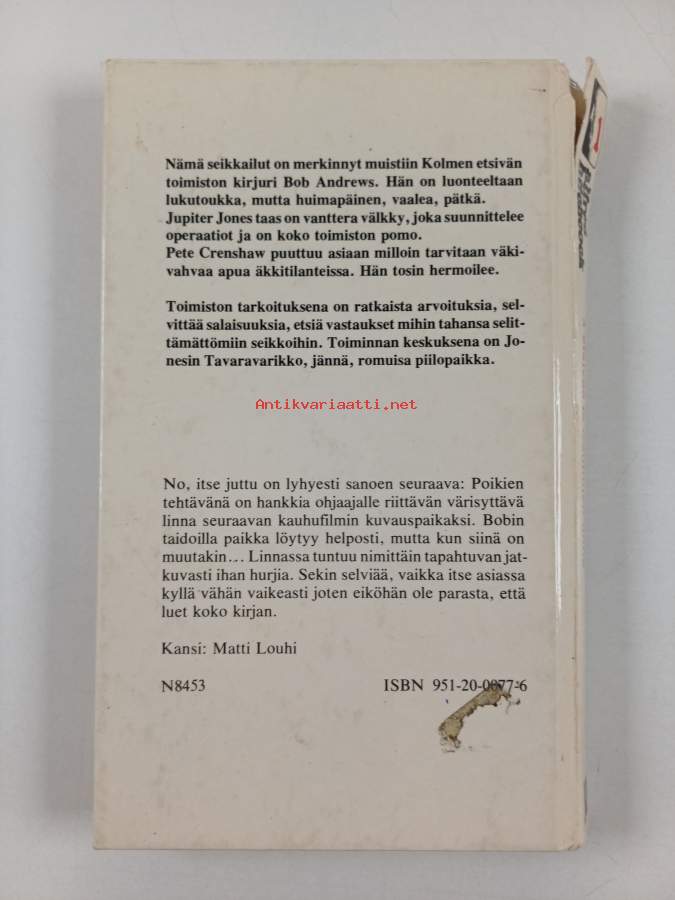 Nämä seikkailut on merkinnyt muistiin Kolmen etsivän
toimiston kirjuri Bob Andrews. Hän on luonteeltaan
lukutoukka, mutta huimapäinen, vaalea, pätkä.
Jupiter Jones taas on vanttera välkky, joka suunnittelee
operaatiot ja on koko toimiston pomo.
Pete Crenshaw puuttuu asiaan milloin tarvitaan väki-
vahvaa apua äkkitilanteissa. Hän tosin hermoilee.
Toimiston tarkoituksena on ratkaista arvoituksia, sel-
vittää salaisuuksia, etsiä vastaukset mihin tahansa selit-
tämättömiin seikkoihin. Toiminnan keskuksena on Jo-
nesin Tavaravarikko, jännä, romuisa piilopaikka.
Antikvariaatti.net
No, itse juttu on lyhyesti sanoen seuraava: Poikien
tehtävänä on hankkia ohjaajalle riittävän värisyttävä
linna seuraavan kauhufilmin kuvauspaikaksi. Bobin
taidoilla paikka löytyy helposti, mutta kun siinä on
muutakin... Linnassa tuntuu nimittäin tapahtuvan jat-
kuvasti ihan hurjia. Sekin selviää, vaikka itse asiassa
kyllä vähän vaikeasti joten eiköhän ole parasta, että
luet koko kirjan.
Kansi: Matti Louhi
N8453
ISBN 951-20-0077-6
1